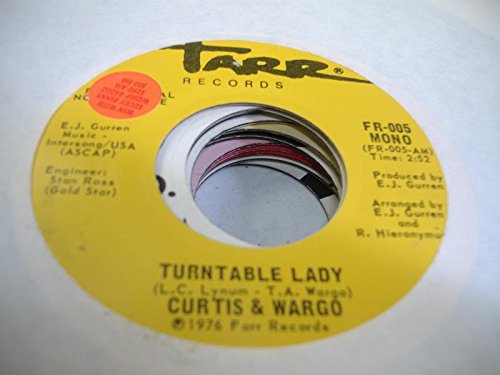 Farr®
RECORDS
FR-005
MONO
(FR-005-AM)
Time: 2:52
E.J. Gurren
Music -
Intersong/USA
(ASCAP)
Produced by
E.J. Gurren
Engineer:
Stan Ross
(Gold Star)
Arranged by
E.J. Gurren and
R. Hieronymu
TURNTABLE LADY
(L.C. Lynum - T.A. Wargo)
CURTIS & WARGO
℗1976 Farr Records